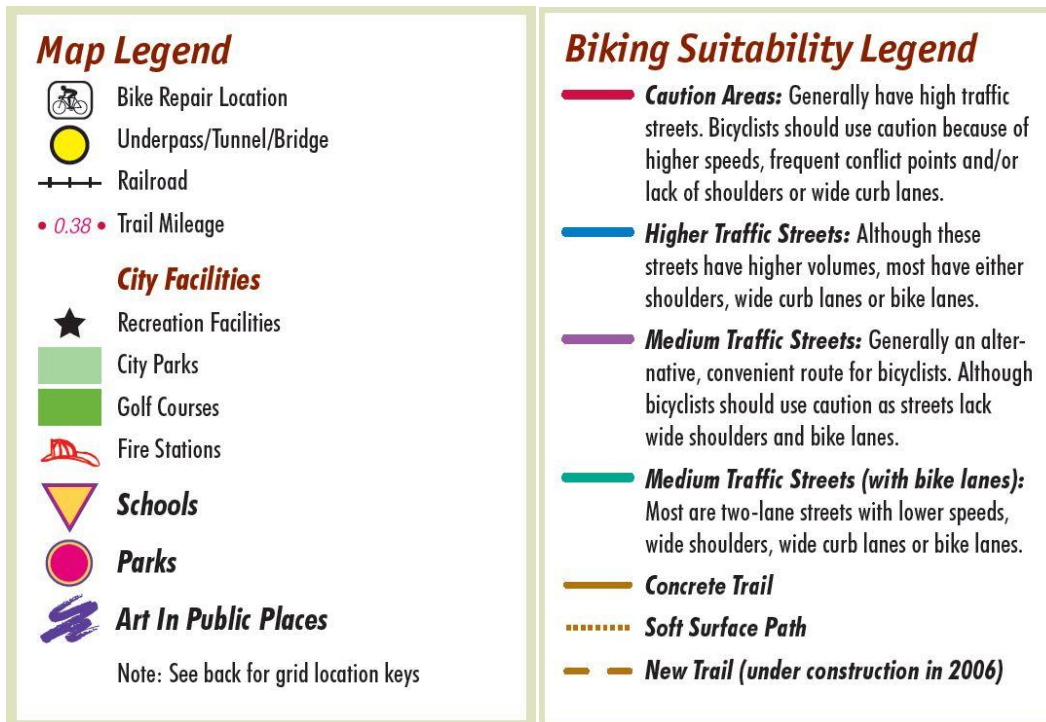 Map Legend
Bike Repair Location
Underpass/Tunnel/Bridge
Railroad
• 0.38 • Trail Mileage
City Facilities
Recreation Facilities
City Parks
Golf Courses
Fire Stations
Schools
Parks
Art In Public Places
Note: See back for grid location keys
Biking Suitability Legend
Caution Areas: Generally have high traffic
streets. Bicyclists should use caution because of
higher speeds, frequent conflict points and/or
lack of shoulders or wide curb lanes.
Higher Traffic Streets: Although these
streets have higher volumes, most have either
shoulders, wide curb lanes or bike lanes.
Medium Traffic Streets: Generally an alter-
native, convenient route for bicyclists. Although
bicyclists should use caution as streets lack
wide shoulders and bike lanes.
Medium Traffic Streets (with bike lanes):
Most are two-lane streets with lower speeds,
wide shoulders, wide curb lanes or bike lanes.
Concrete Trail
Soft Surface Path
New Trail (under construction in 2006)